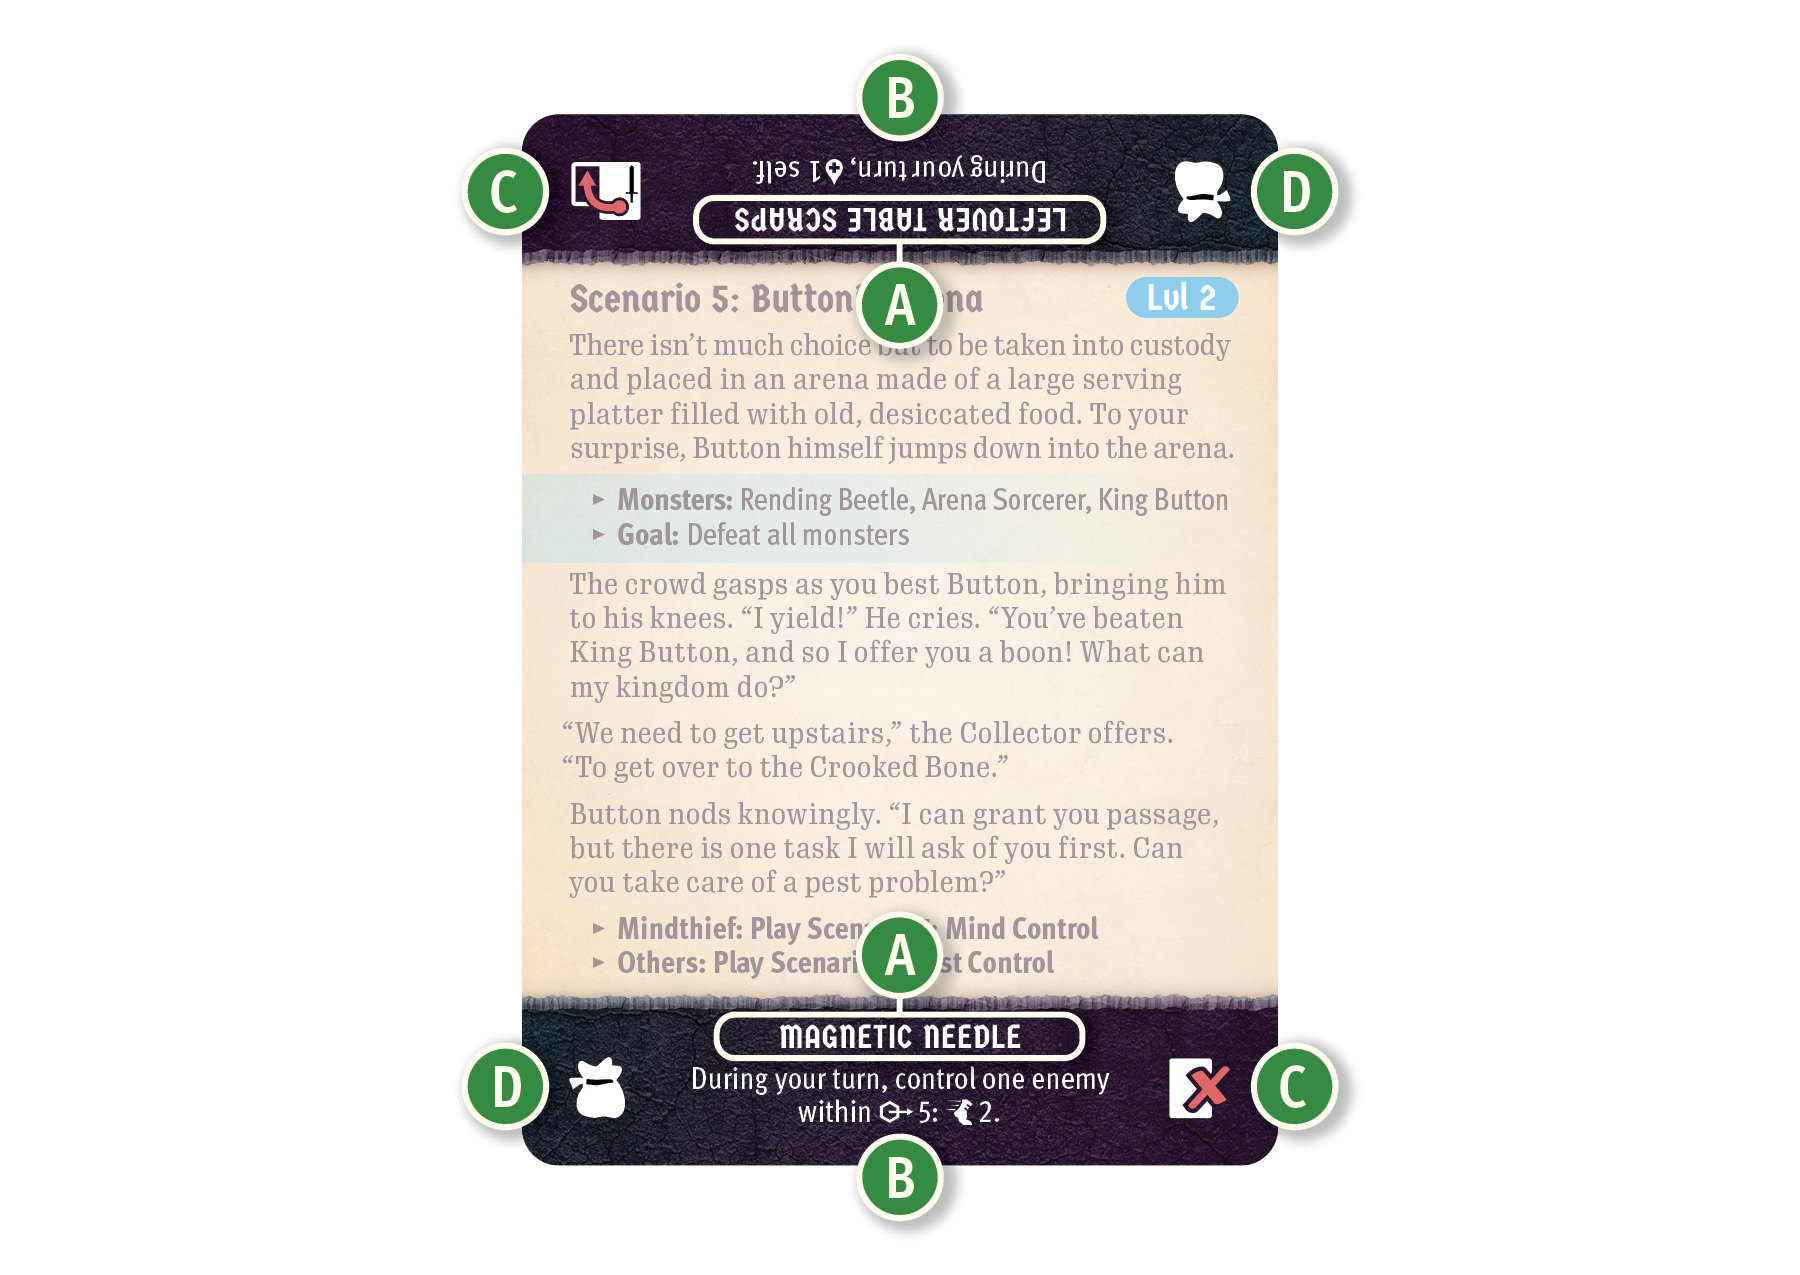 B
C
D
During your turn, 1 self.
LEFTOVER TABLE SCRAPS
A
Scenario 5: Button
Lvl 2
There isn’t much choice but to be taken into custody
and placed in an arena made of a large serving
platter filled with old, desiccated food. To your
surprise, Button himself jumps down into the arena.
▸ Monsters: Rending Beetle, Arena Sorcerer, King Button
▸ Goal: Defeat all monsters
The crowd gasps as you best Button, bringing him
to his knees. “I yield!” He cries. “You’ve beaten
King Button, and so I offer you a boon! What can
my kingdom do?”
“We need to get upstairs,” the Collector offers.
“To get over to the Crooked Bone.”
Button nods knowingly. “I can grant you passage,
but there is one task I will ask of you first. Can
you take care of a pest problem?”
▸ Mindthief: Play Mind Control
▸ Others: Play Control
A
MAGNETIC NEEDLE
D
C
During your turn, control one enemy
within 5: 2.
B